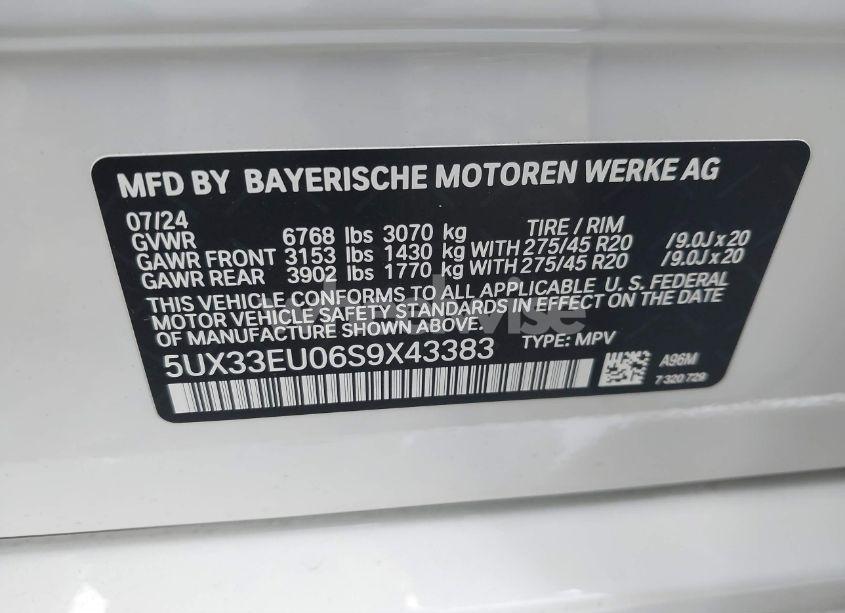 MFD BY BAYERISCHE MOTOREN WERKE AG
07/24 TIRE / RIM
GVWR 6768 lbs 3070 kg
GAWR FRONT 3153 lbs 1430 kg WITH 275/45 R20 /9.0J x 20
GAWR REAR 3902 lbs 1770 kg WITH 275/45 R20 /9.0J x 20
THIS VEHICLE CONFORMS TO ALL APPLICABLE U. S. FEDERAL
MOTOR VEHICLE SAFETY STANDARDS IN EFFECT ON THE DATE
OF MANUFACTURE SHOWN ABOVE.
5UX33EU06S9X43383 TYPE: MPV
A96M
7 320 729